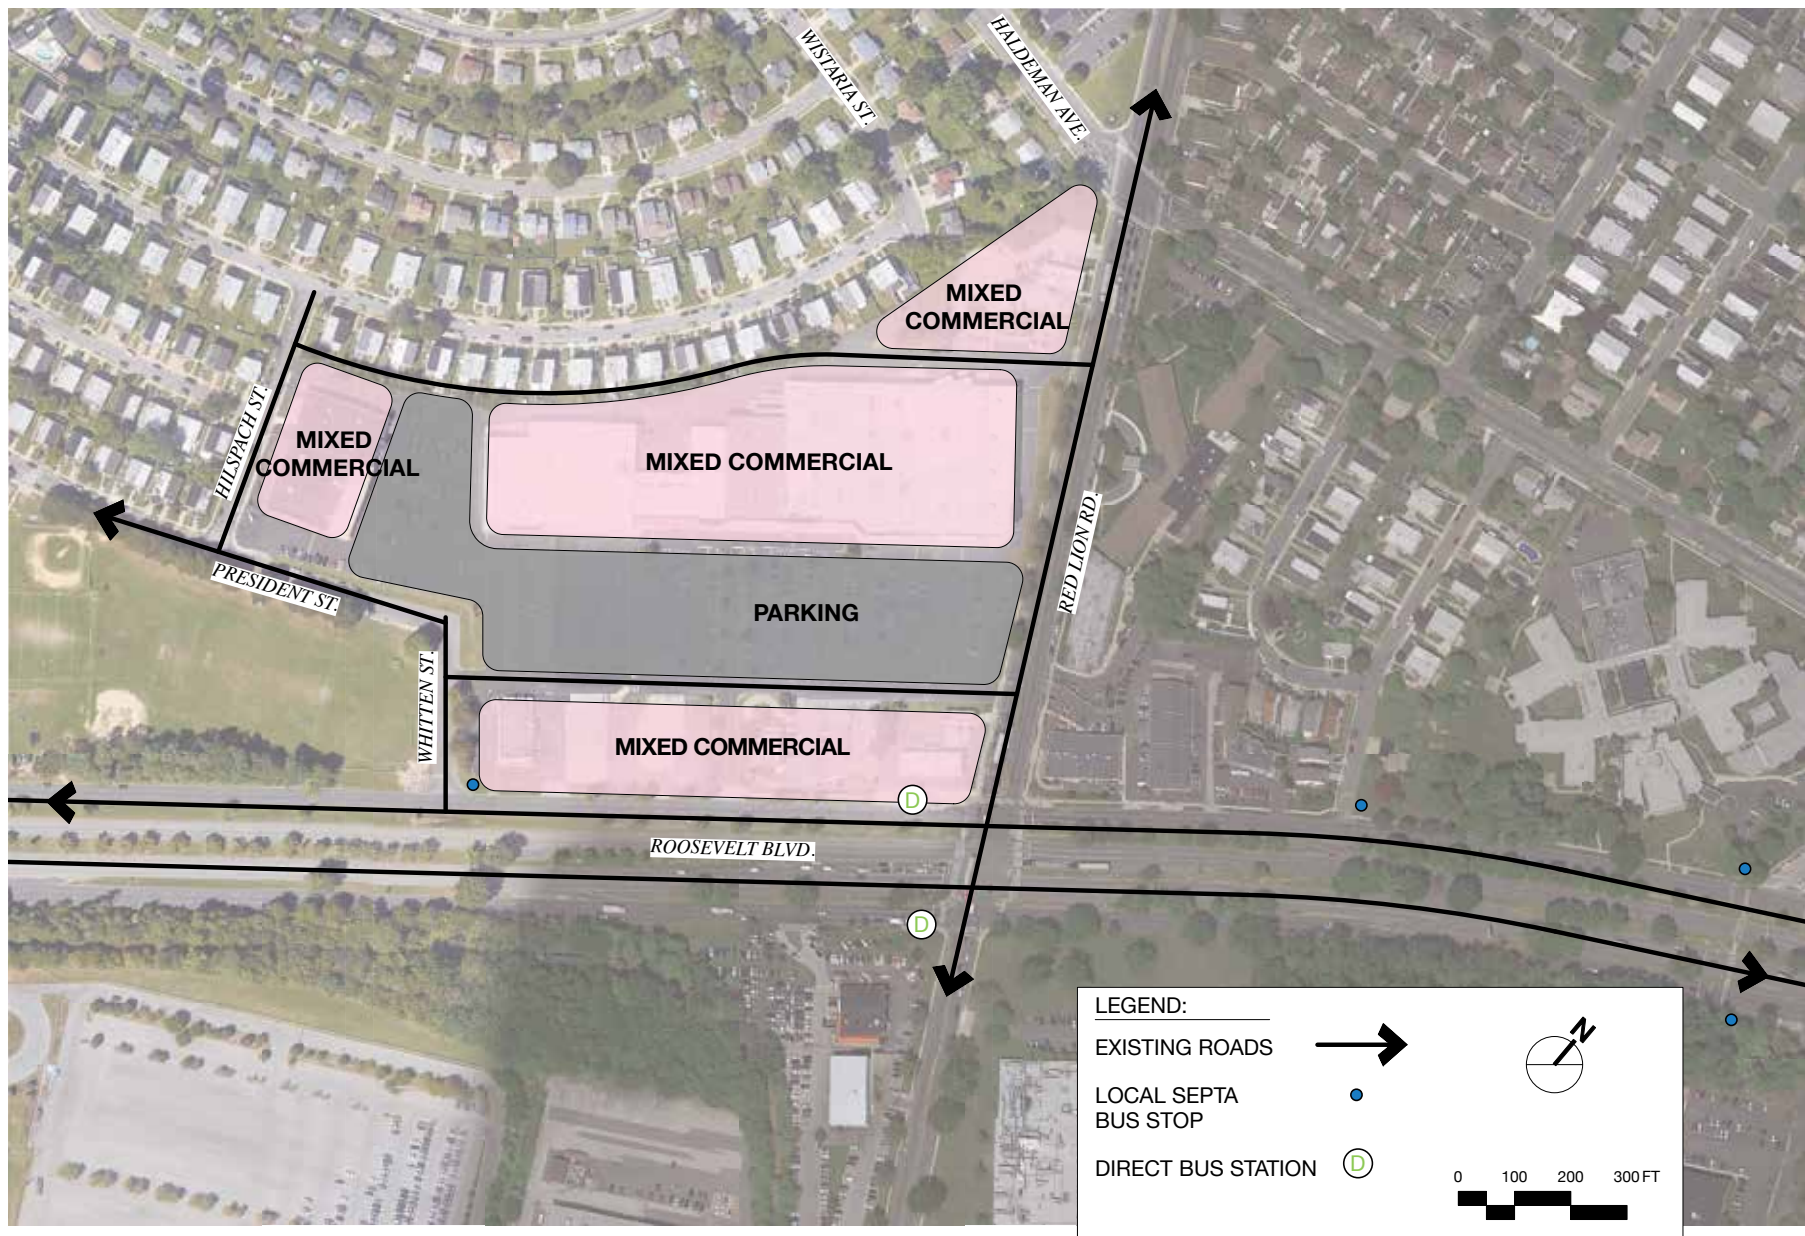 WISTARIA ST.
HALDEMAN AVE.
MIXED
COMMERCIAL
HILSPACH ST.
MIXED
COMMERCIAL
MIXED COMMERCIAL
RED LION RD.
PRESIDENT ST.
PARKING
WHITTEN ST.
MIXED COMMERCIAL
D
ROOSEVELT BLVD.
D
LEGEND:
EXISTING ROADS
N
LOCAL SEPTA
BUS STOP
DIRECT BUS STATION D
0 100 200 300 FT